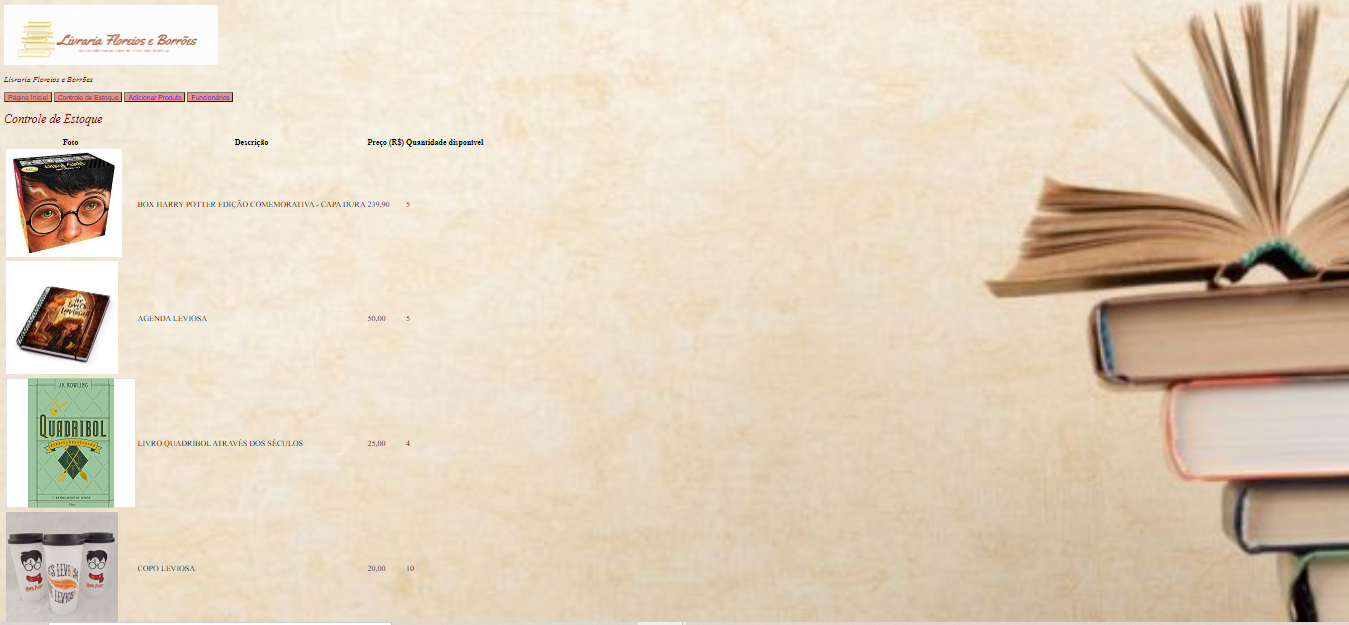 Livraria Floreios e Borrões
Livraria Floreios e Borrões
Página Inicial Controle de Estoque Adicionar Produto Funcionários
Controle de Estoque
Foto Descrição Preço (R$) Quantidade disponível
BOX HARRY POTTER EDIÇÃO COMEMORATIVA - CAPA DURA 239,90 5
AGENDA LEVIOSA 50,00 5
J.K. ROWLING
QUADRIBOL
LIVRO QUADRIBOL ATRAVÉS DOS SÉCULOS 25,00 4
COPO LEVIOSA 20,00 10